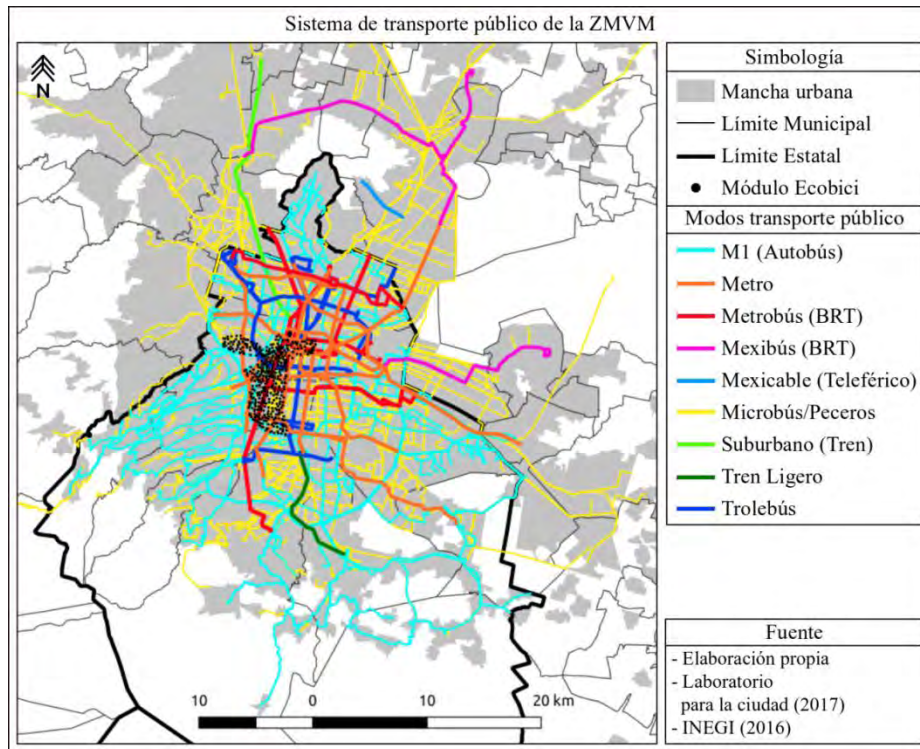 Sistema de transporte público de la ZMVM
N
Simbología
Mancha urbana
Límite Municipal
Límite Estatal
Módulo Ecobici
Modos transporte público
M1 (Autobús)
Metro
Metrobús (BRT)
Mexibús (BRT)
Mexicable (Teleférico)
Microbús/Peceros
Suburbano (Tren)
Tren Ligero
Trolebús
10 0 10 20 km
Fuente
- Elaboración propia
- Laboratorio
para la ciudad (2017)
- INEGI (2016)